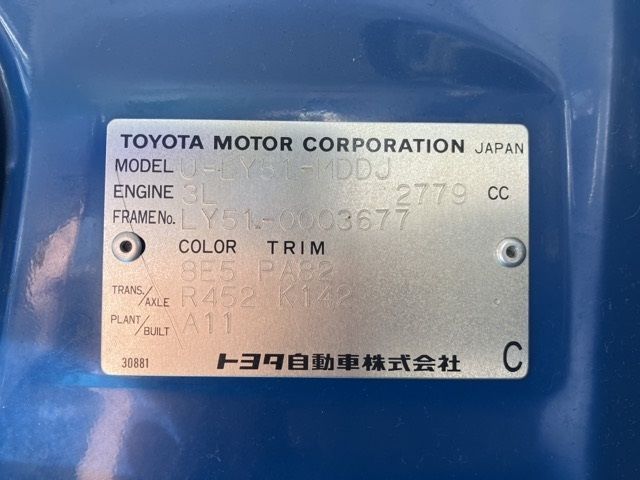 TOYOTA MOTOR CORPORATION JAPAN
MODEL U-LY51-MDDJ
ENGINE 3L 2779 CC
FRAME No. LY51-0003677
COLOR TRIM
8E5 PA82
TRANS./AXLE R452 K142
PLANT/BUILT A11
30881 トヨタ自動車株式会社 C